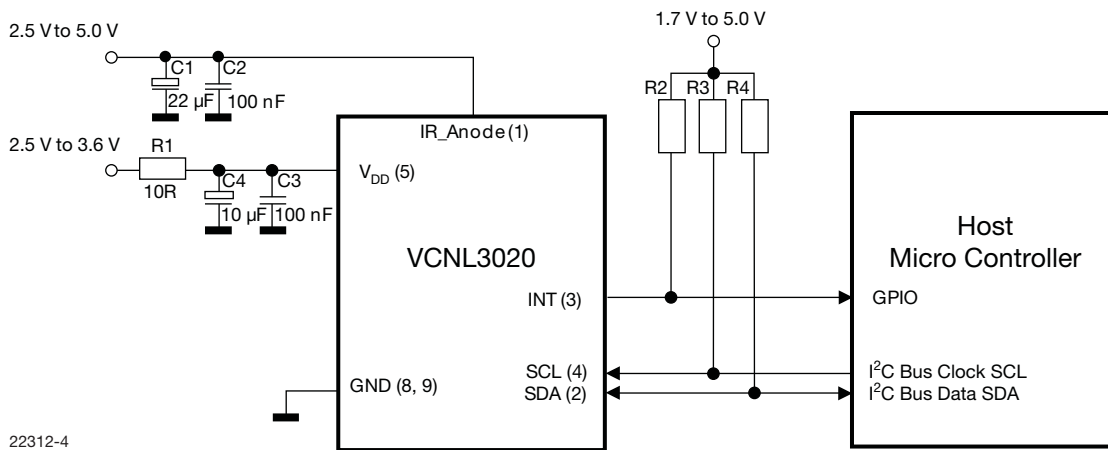 2.5 V to 5.0 V
1.7 V to 5.0 V
C1
C2
22 µF
100 nF
R2
R3
R4
IR_Anode (1)
2.5 V to 3.6 V
R1
10R
C4
C3
10 µF
100 nF
V_DD (5)
VCNL3020
Host
Micro Controller
INT (3)
GPIO
SCL (4)
I²C Bus Clock SCL
GND (8, 9)
SDA (2)
I²C Bus Data SDA
22312-4